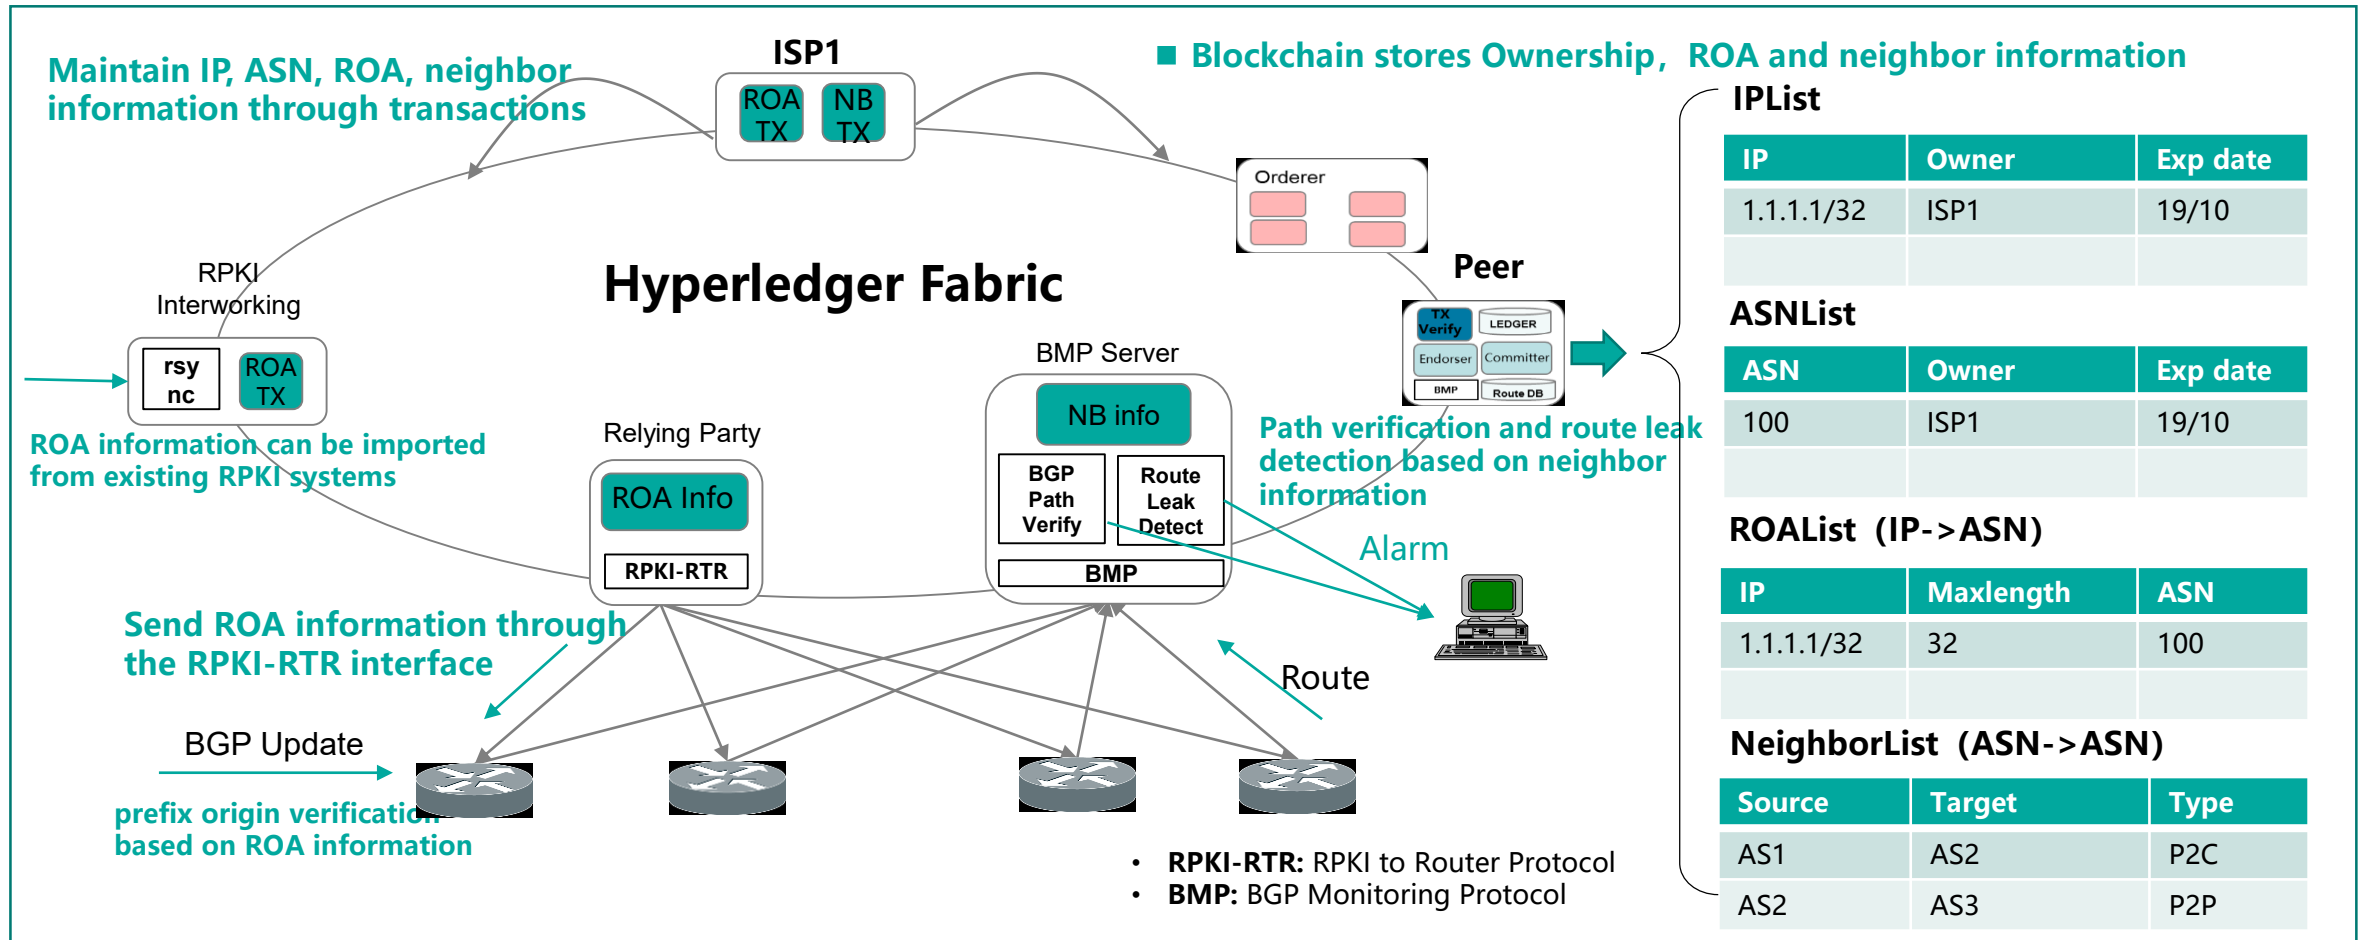 Maintain IP, ASN, ROA, neighbor
information through transactions
ISP1
ROA
TX
NB
TX
■ Blockchain stores Ownership， ROA and neighbor information
Orderer
Hyperledger Fabric
RPKI
Interworking
rsy
nc
ROA
TX
ROA information can be imported
from existing RPKI systems
Relying Party
ROA Info
RPKI-RTR
BMP Server
NB info
BGP
Path
Verify
Route
Leak
Detect
BMP
Peer
TX
Verify
LEDGER
Endorser
Committer
BMP
Route DB
Path verification and route leak
detection based on neighbor
information
Alarm
Send ROA information through
the RPKI-RTR interface
Route
BGP Update
prefix origin verification
based on ROA information
• RPKI-RTR: RPKI to Router Protocol
• BMP: BGP Monitoring Protocol
IPList
IP Owner Exp date
1.1.1.1/32 ISP1 19/10
ASNList
ASN Owner Exp date
100 ISP1 19/10
ROAList (IP->ASN)
IP Maxlength ASN
1.1.1.1/32 32 100
NeighborList (ASN->ASN)
Source Target Type
AS1 AS2 P2C
AS2 AS3 P2P